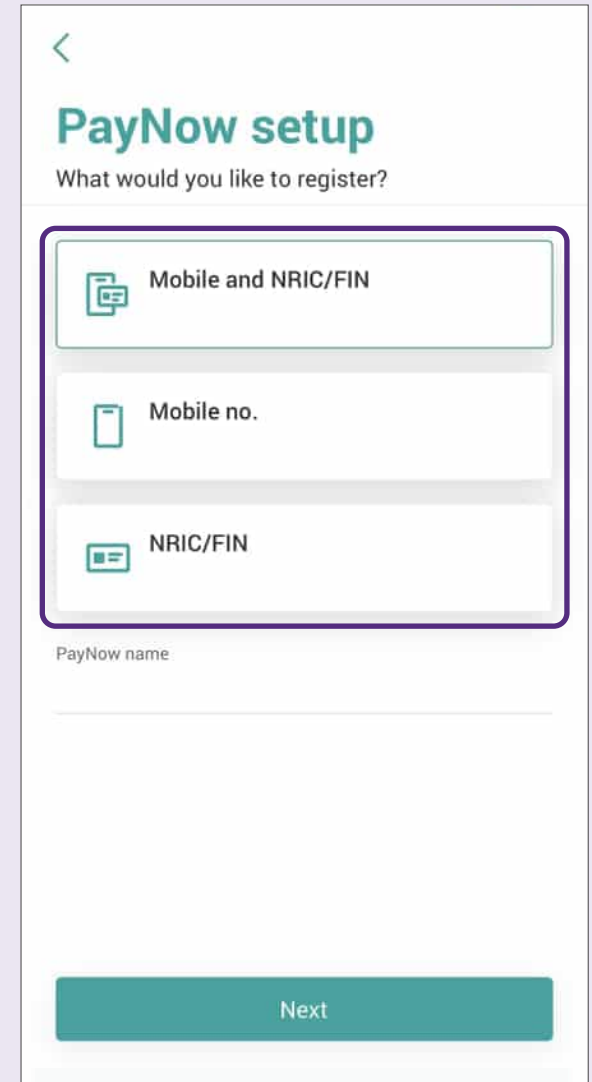 PayNow setup
What would you like to register?
Mobile and NRIC/FIN
Mobile no.
NRIC/FIN
PayNow name
Next